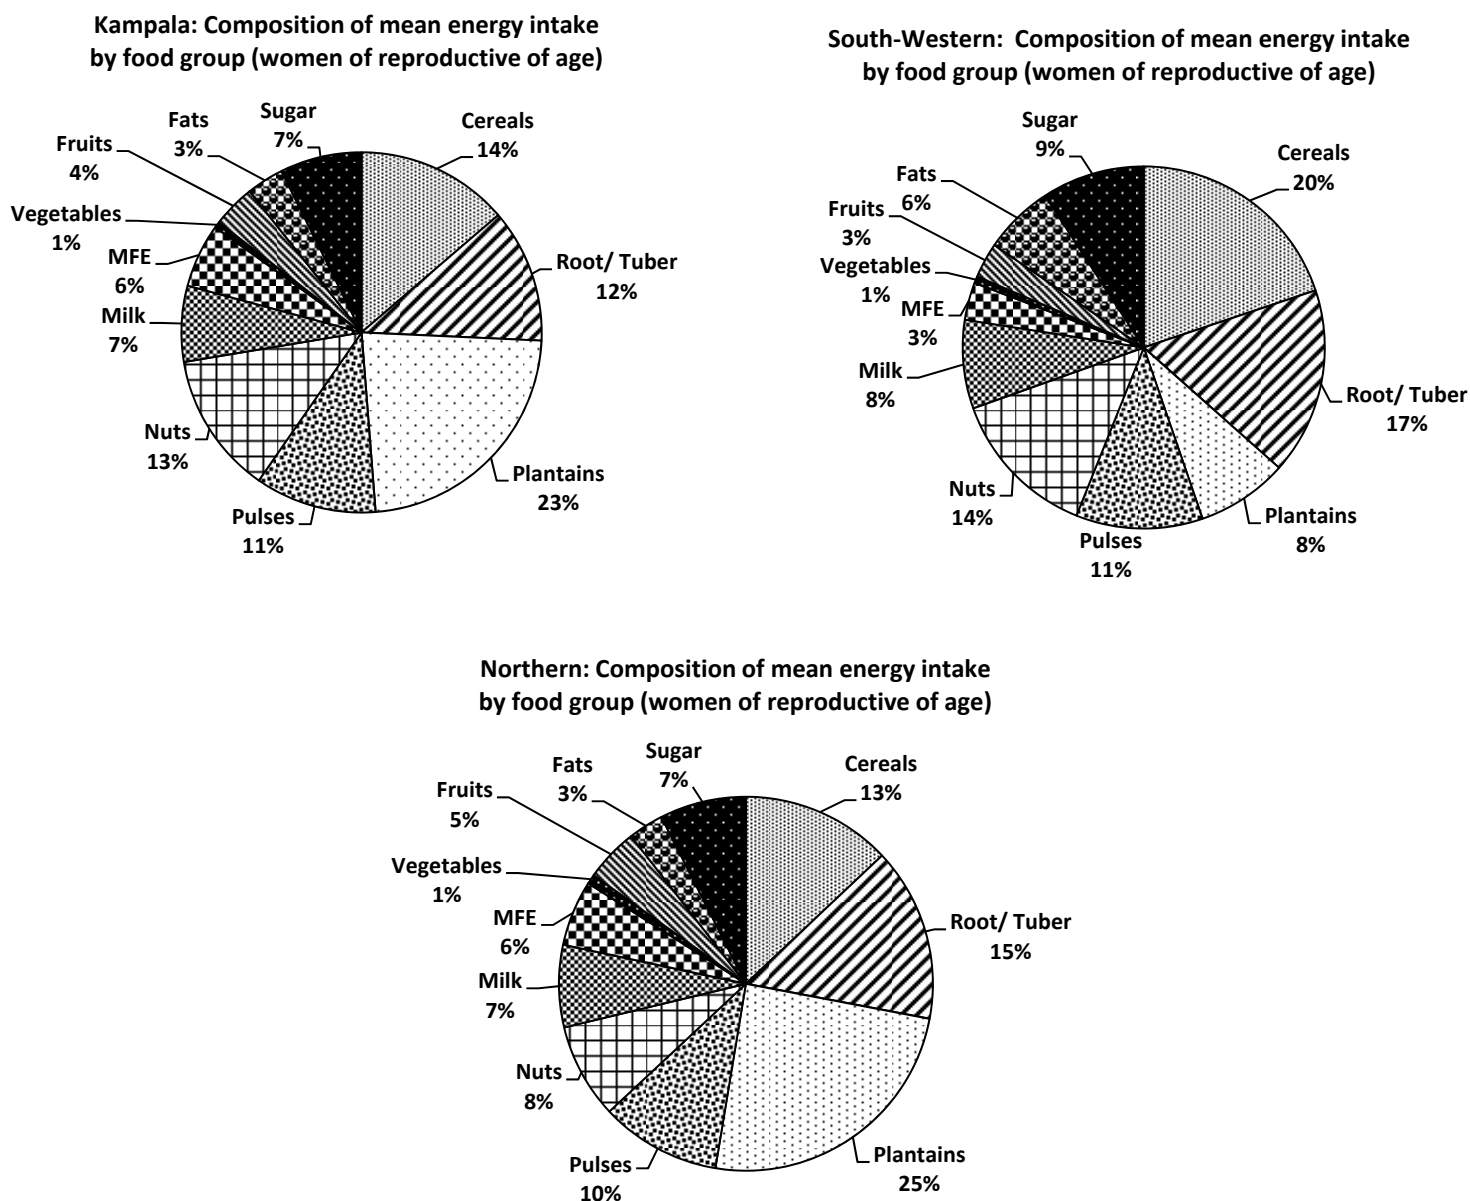 Kampala: Composition of mean energy intake
by food group (women of reproductive of age)
Sugar
7%
Cereals
14%
Root/ Tuber
12%
Plantains
23%
Pulses
11%
Nuts
13%
Milk
7%
MFE
6%
Vegetables
1%
Fruits
4%
Fats
3%
South-Western:  Composition of mean energy intake
by food group (women of reproductive of age)
Sugar
9%
Cereals
20%
Root/ Tuber
17%
Plantains
8%
Pulses
11%
Nuts
14%
Milk
8%
MFE
3%
Vegetables
1%
Fruits
3%
Fats
6%
Northern: Composition of mean energy intake
by food group (women of reproductive of age)
Sugar
7%
Cereals
13%
Root/ Tuber
15%
Plantains
25%
Pulses
10%
Nuts
8%
Milk
7%
MFE
6%
Vegetables
1%
Fruits
5%
Fats
3%